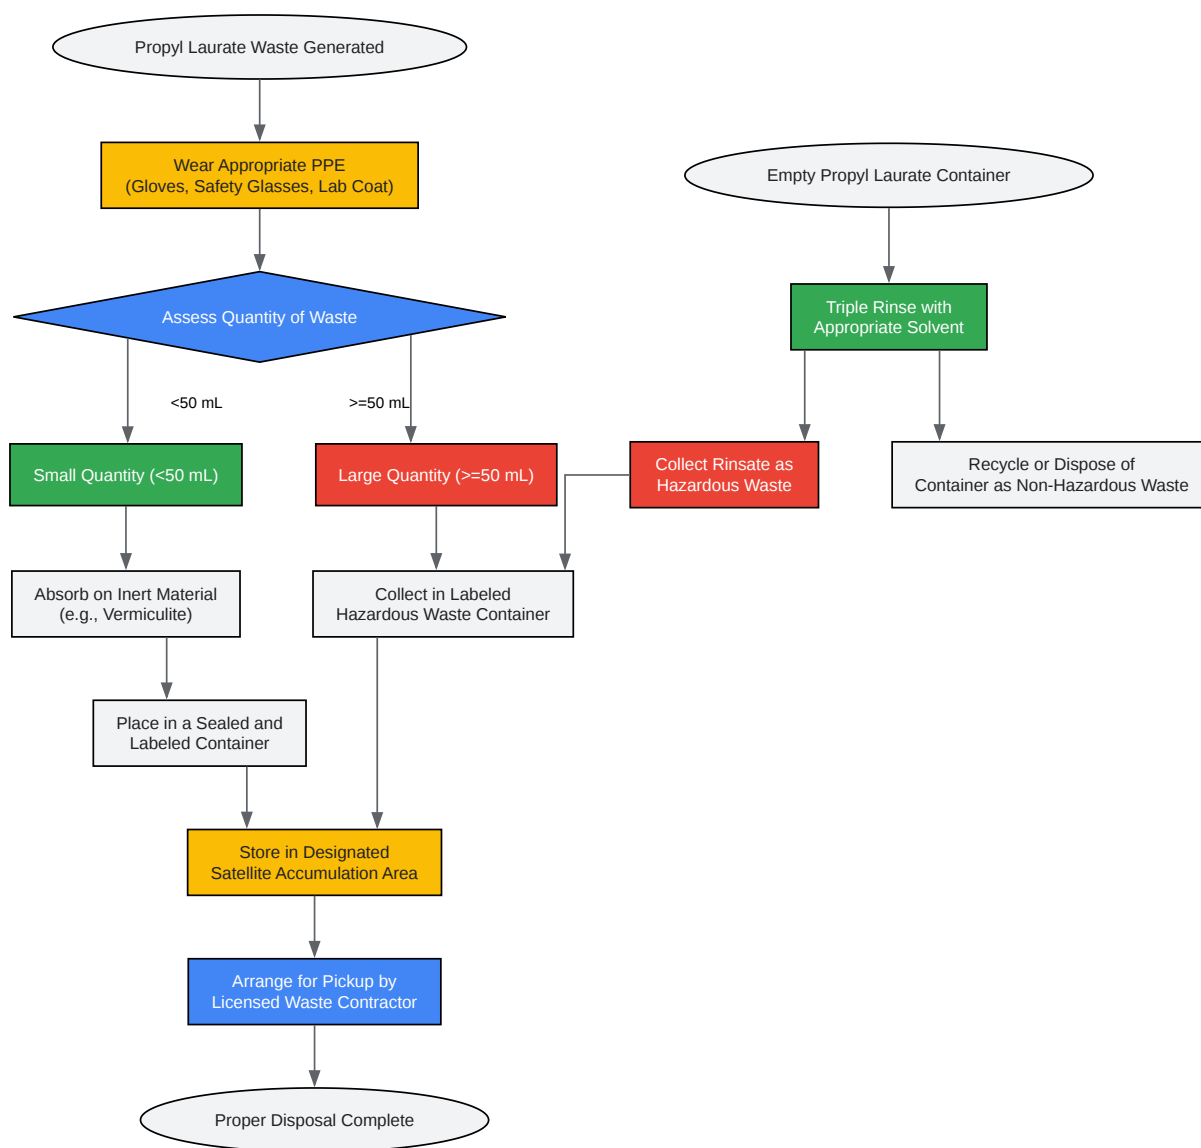 Propyl Laurate Waste Generated
Wear Appropriate PPE
(Gloves, Safety Glasses, Lab Coat)
Empty Propyl Laurate Container
Assess Quantity of Waste
Triple Rinse with
Appropriate Solvent
<50 mL
>=50 mL
Small Quantity (<50 mL)
Large Quantity (>=50 mL)
Collect Rinsate as
Hazardous Waste
Recycle or Dispose of
Container as Non-Hazardous Waste
Absorb on Inert Material
(e.g., Vermiculite)
Collect in Labeled
Hazardous Waste Container
Place in a Sealed and
Labeled Container
Store in Designated
Satellite Accumulation Area
Arrange for Pickup by
Licensed Waste Contractor
Proper Disposal Complete